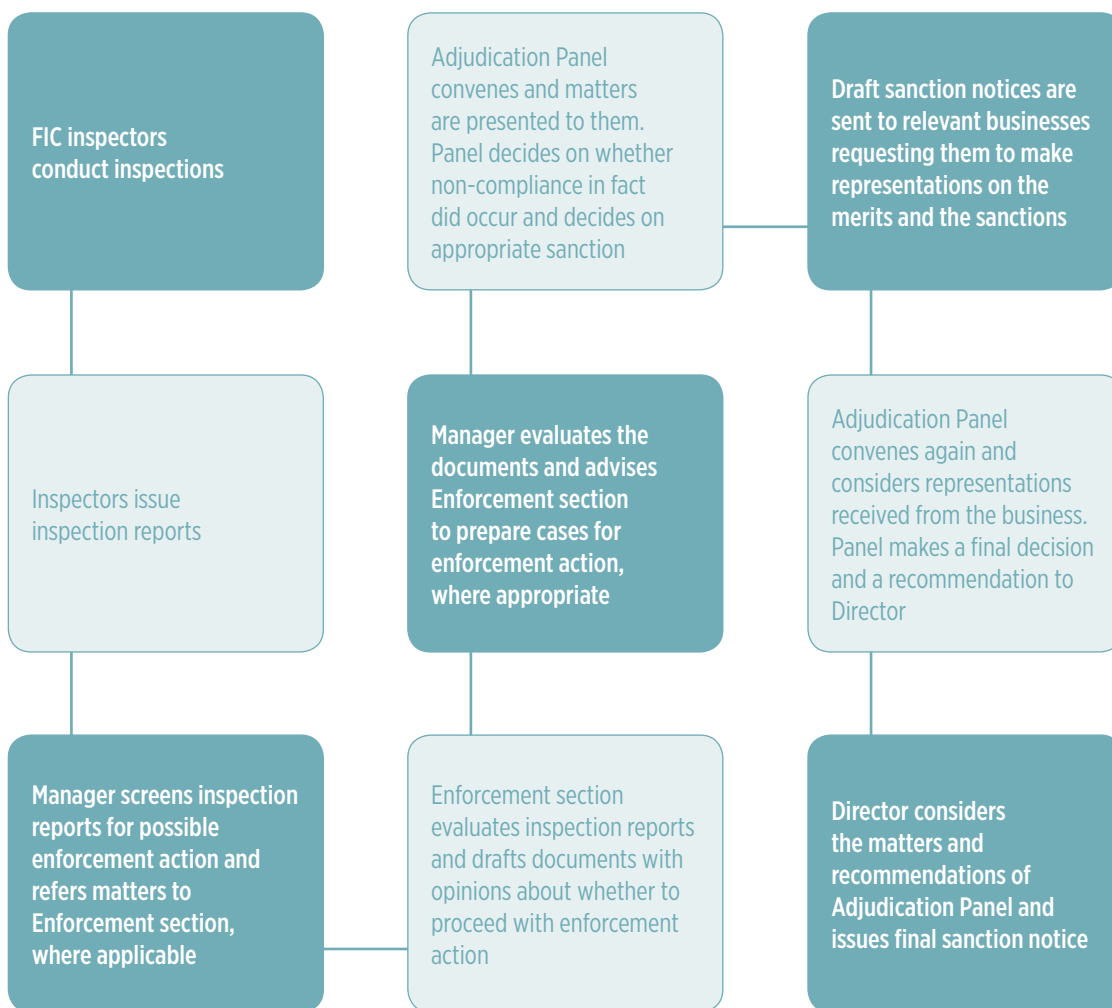 FIC inspectors
conduct inspections
Inspectors issue
inspection reports
Manager screens inspection
reports for possible
enforcement action and
refers matters to
Enforcement section,
where applicable
Enforcement section
evaluates inspection reports
and drafts documents with
opinions about whether to
proceed with enforcement
action
Manager evaluates the
documents and advises
Enforcement section
to prepare cases for
enforcement action,
where appropriate
Adjudication Panel
convenes and matters
are presented to them.
Panel decides on whether
non-compliance in fact
did occur and decides on
appropriate sanction
Draft sanction notices are
sent to relevant businesses
requesting them to make
representations on the
merits and the sanctions
Adjudication Panel
convenes again and
considers representations
received from the business.
Panel makes a final decision
and a recommendation to
Director
Director considers
the matters and
recommendations of
Adjudication Panel and
issues final sanction notice